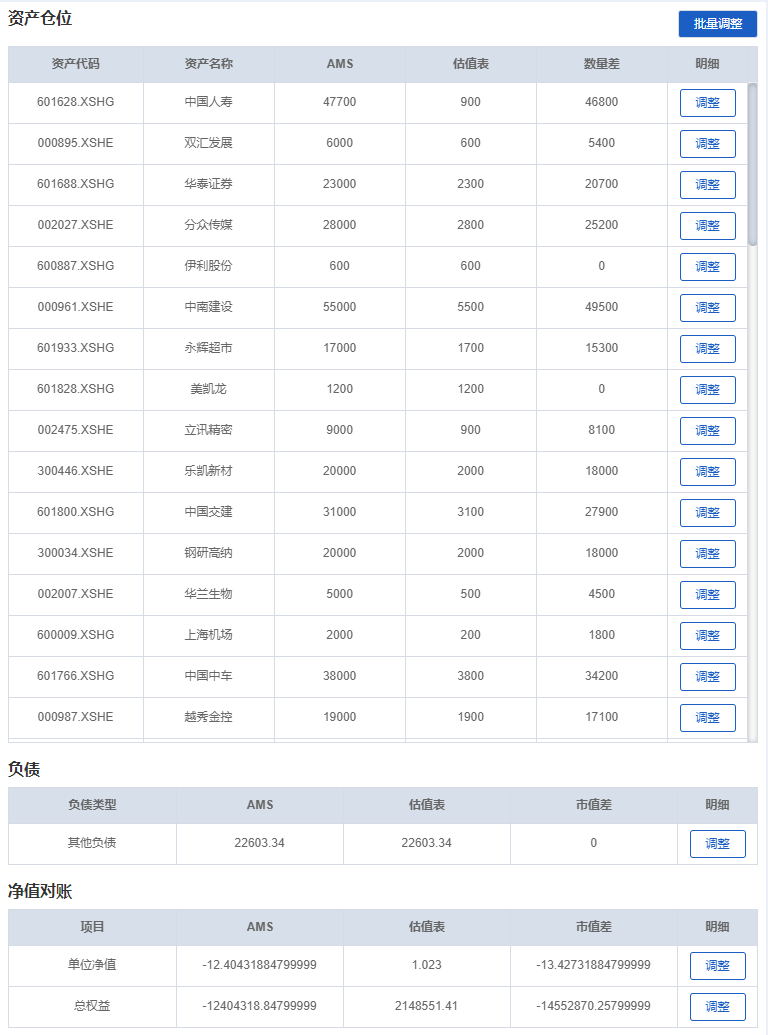 资产仓位
批量调整
资产代码 资产名称 AMS 估值表 数量差 明细
601628.XSHG 中国人寿 47700 900 46800 调整
000895.XSHE 双汇发展 6000 600 5400 调整
601688.XSHG 华泰证券 23000 2300 20700 调整
002027.XSHE 分众传媒 28000 2800 25200 调整
600887.XSHG 伊利股份 600 600 0 调整
000961.XSHE 中南建设 55000 5500 49500 调整
601933.XSHG 永辉超市 17000 1700 15300 调整
601828.XSHG 美凯龙 1200 1200 0 调整
002475.XSHE 立讯精密 9000 900 8100 调整
300446.XSHE 乐凯新材 20000 2000 18000 调整
601800.XSHG 中国交建 31000 3100 27900 调整
300034.XSHE 钢研高纳 20000 2000 18000 调整
002007.XSHE 华兰生物 5000 500 4500 调整
600009.XSHG 上海机场 2000 200 1800 调整
601766.XSHG 中国中车 38000 3800 34200 调整
000987.XSHE 越秀金控 19000 1900 17100 调整
负债
负债类型 AMS 估值表 市值差 明细
其他负债 22603.34 22603.34 0 调整
净值对账
项目 AMS 估值表 市值差 明细
单位净值 -12.40431884799999 1.023 -13.42731884799999 调整
总权益 -12404318.84799999 2148551.41 -14552870.25799999 调整